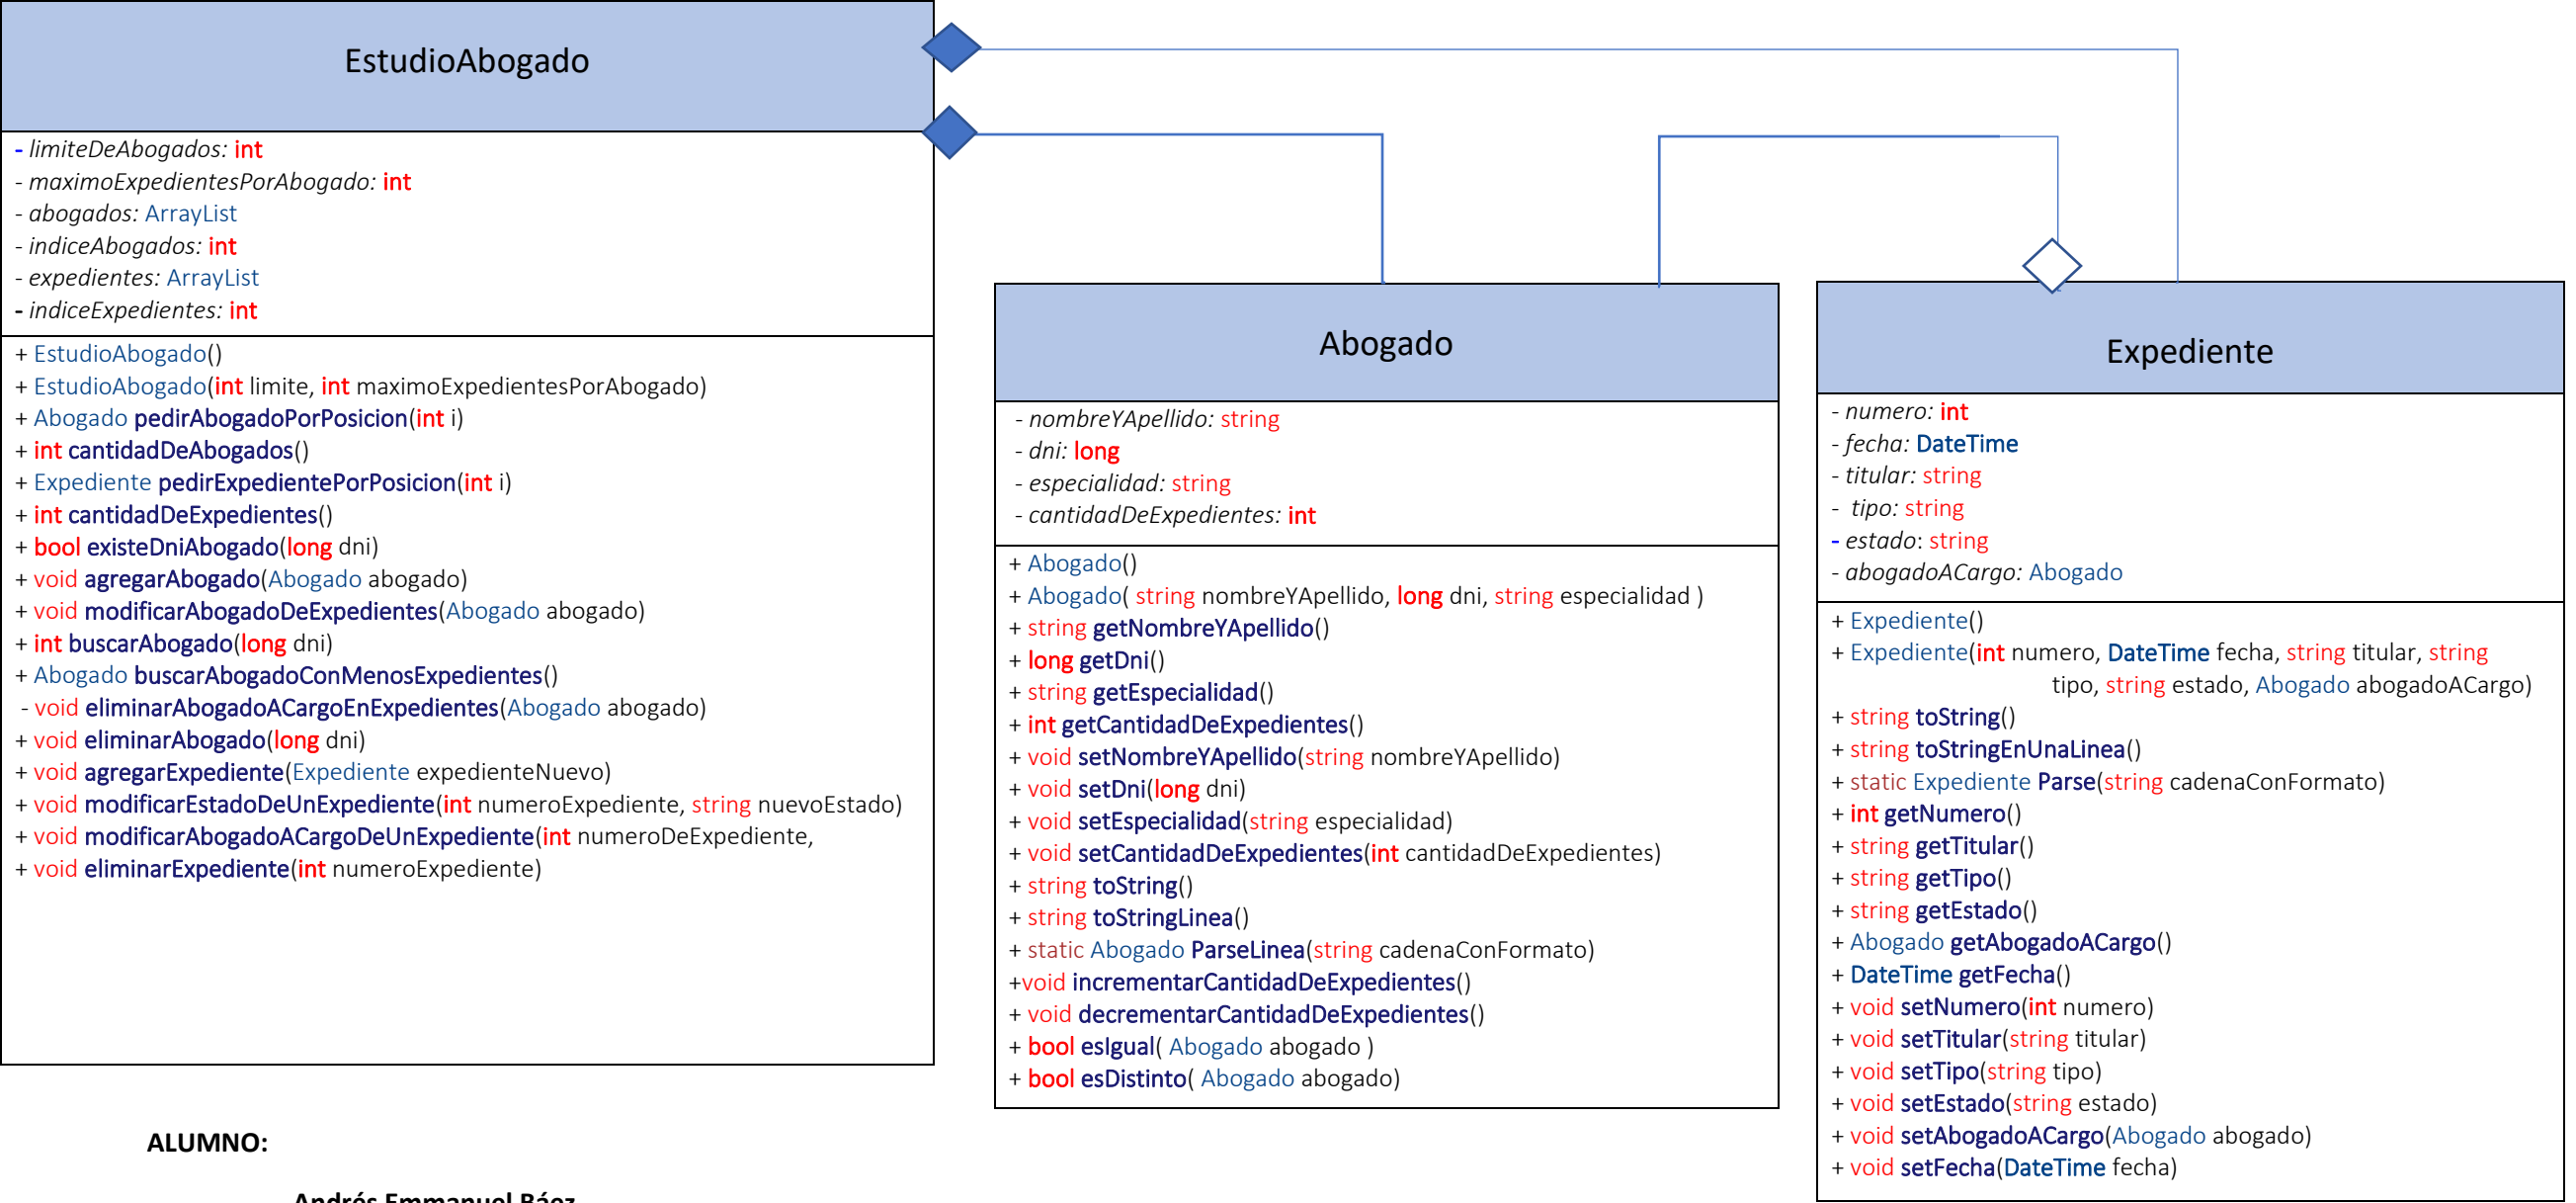 EstudioAbogado
- limiteDeAbogados: int
- maximoExpedientesPorAbogado: int
- abogados: ArrayList
- indiceAbogados: int
- expedientes: ArrayList
- indiceExpedientes: int
+ EstudioAbogado()
+ EstudioAbogado(int limite, int maximoExpedientesPorAbogado)
+ Abogado pedirAbogadoPorPosicion(int i)
+ int cantidadDeAbogados()
+ Expediente pedirExpedientePorPosicion(int i)
+ int cantidadDeExpedientes()
+ bool existeDniAbogado(long dni)
+ void agregarAbogado(Abogado abogado)
+ void modificarAbogadoDeExpedientes(Abogado abogado)
+ int buscarAbogado(long dni)
+ Abogado buscarAbogadoConMenosExpedientes()
- void eliminarAbogadoACargoEnExpedientes(Abogado abogado)
+ void eliminarAbogado(long dni)
+ void agregarExpediente(Expediente expedienteNuevo)
+ void modificarEstadoDeUnExpediente(int numeroExpediente, string nuevoEstado)
+ void modificarAbogadoACargoDeUnExpediente(int numeroDeExpediente,
+ void eliminarExpediente(int numeroExpediente)
Abogado
- nombreYApellido: string
- dni: long
- especialidad: string
- cantidadDeExpedientes: int
+ Abogado()
+ Abogado( string nombreYApellido, long dni, string especialidad )
+ string getNombreYApellido()
+ long getDni()
+ string getEspecialidad()
+ int getCantidadDeExpedientes()
+ void setNombreYApellido(string nombreYApellido)
+ void setDni(long dni)
+ void setEspecialidad(string especialidad)
+ void setCantidadDeExpedientes(int cantidadDeExpedientes)
+ string toString()
+ string toStringLinea()
+ static Abogado ParseLinea(string cadenaConFormato)
+void incrementarCantidadDeExpedientes()
+ void decrementarCantidadDeExpedientes()
+ bool esIgual( Abogado abogado )
+ bool esDistinto( Abogado abogado)
Expediente
- numero: int
- fecha: DateTime
- titular: string
- tipo: string
- estado: string
- abogadoACargo: Abogado
+ Expediente()
+ Expediente(int numero, DateTime fecha, string titular, string
tipo, string estado, Abogado abogadoACargo)
+ string toString()
+ string toStringEnUnaLinea()
+ static Expediente Parse(string cadenaConFormato)
+ int getNumero()
+ string getTitular()
+ string getTipo()
+ string getEstado()
+ Abogado getAbogadoACargo()
+ DateTime getFecha()
+ void setNumero(int numero)
+ void setTitular(string titular)
+ void setTipo(string tipo)
+ void setEstado(string estado)
+ void setAbogadoACargo(Abogado abogado)
+ void setFecha(DateTime fecha)
ALUMNO:
Andrés Emmanuel Báez